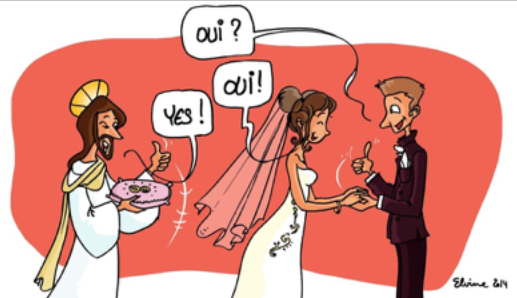 OUI ?
OUI !
YES !
Elvine 2014